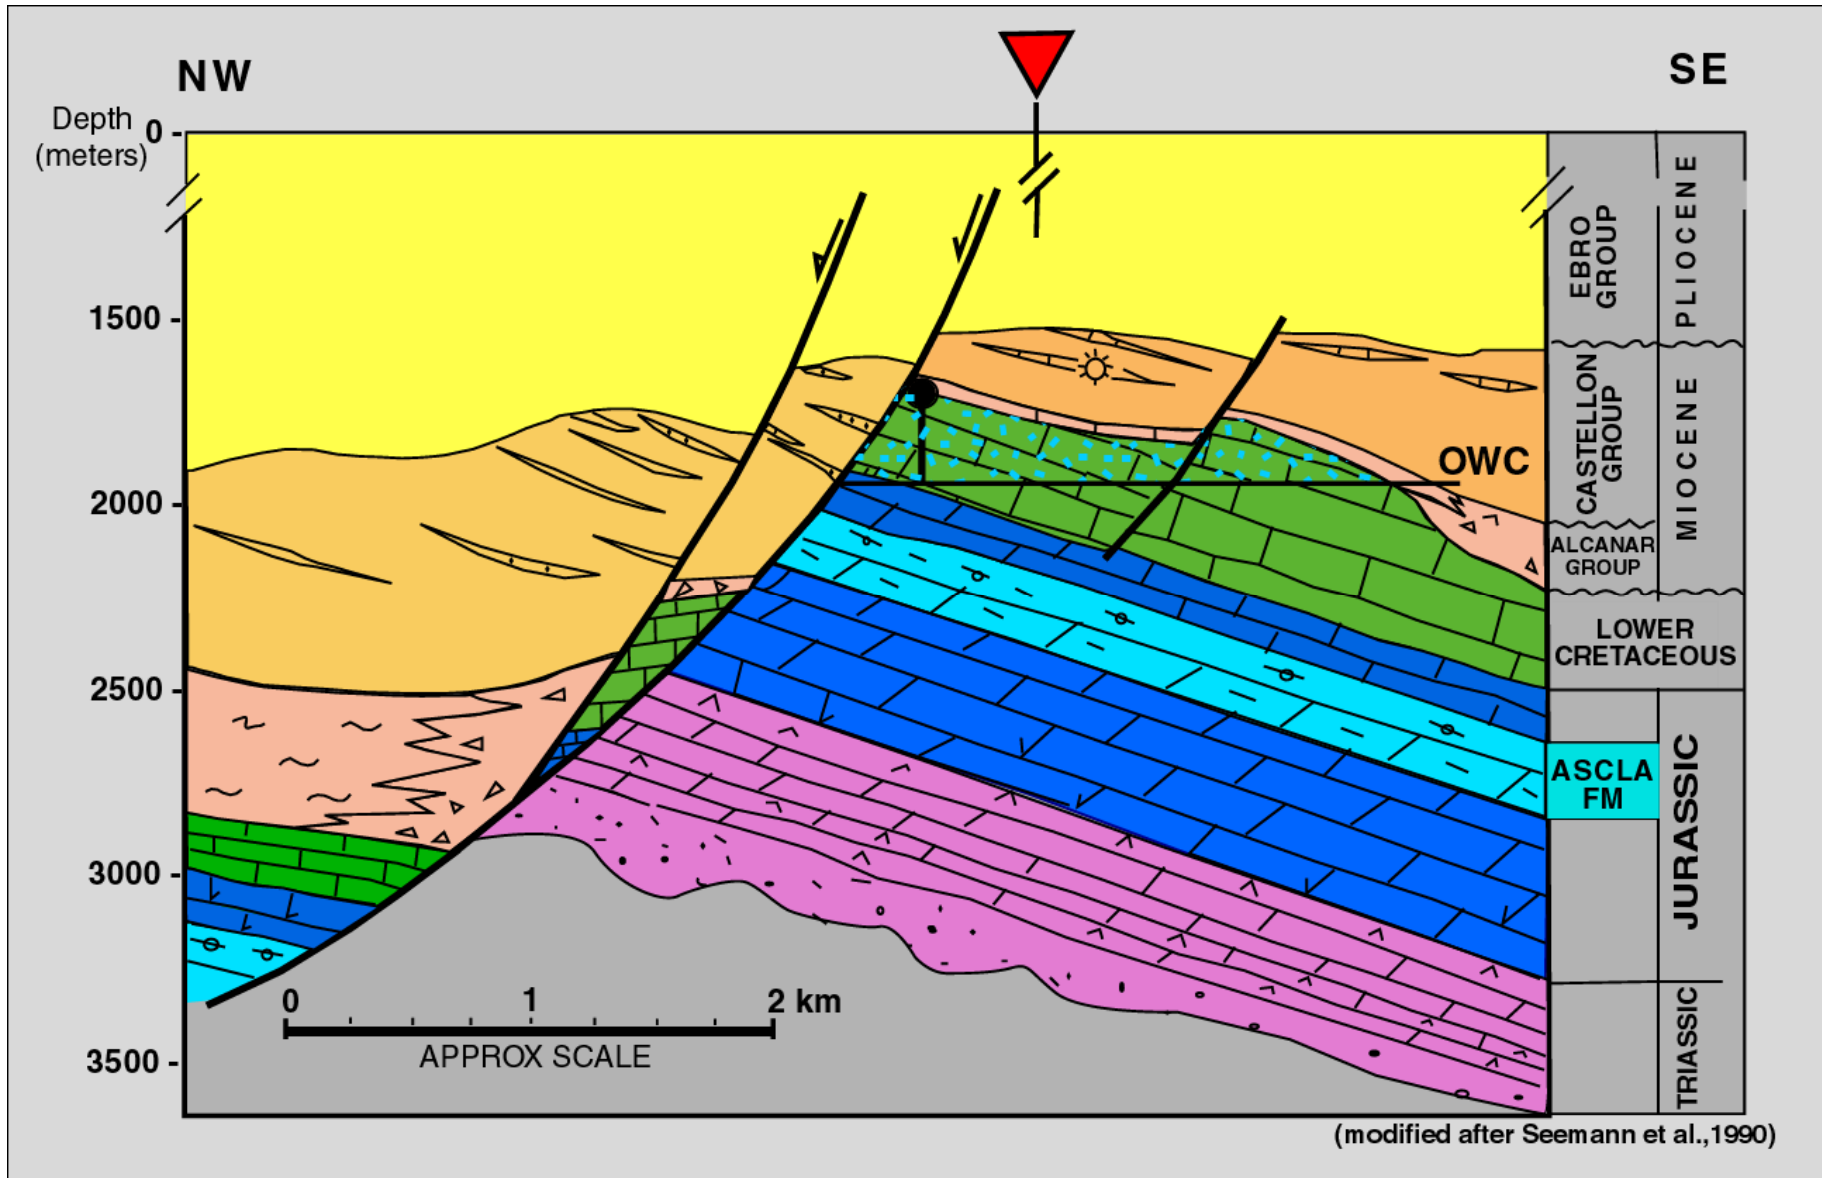 NW
SE
Depth
(meters)
0 -
1500 -
2000 -
2500 -
3000 -
3500 -
OWC
EBRO
GROUP
PLIOCENE
CASTELLON
GROUP
MIOCENE
ALCANAR
GROUP
LOWER
CRETACEOUS
ASCLA
FM
JURASSIC
TRIASSIC
0 1 2 km
APPROX SCALE
(modified after Seemann et al.,1990)